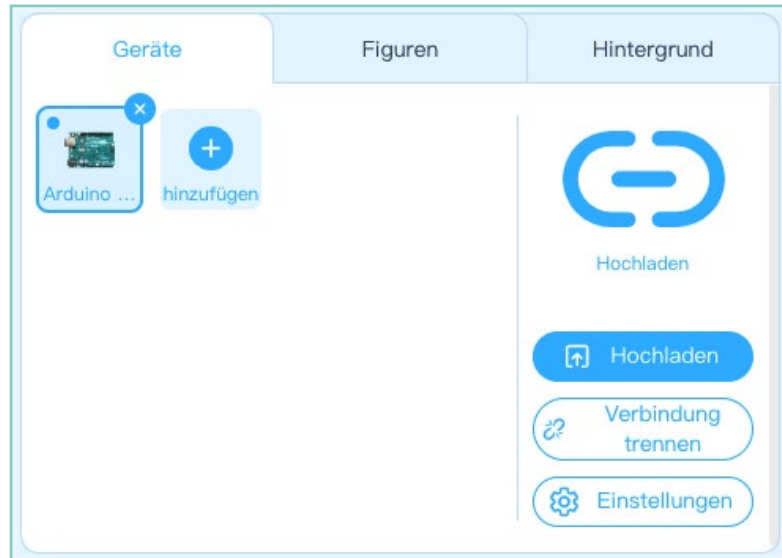 Geräte
Figuren
Hintergrund
Arduino ...
hinzufügen
Hochladen
Hochladen
Verbindung
trennen
Einstellungen